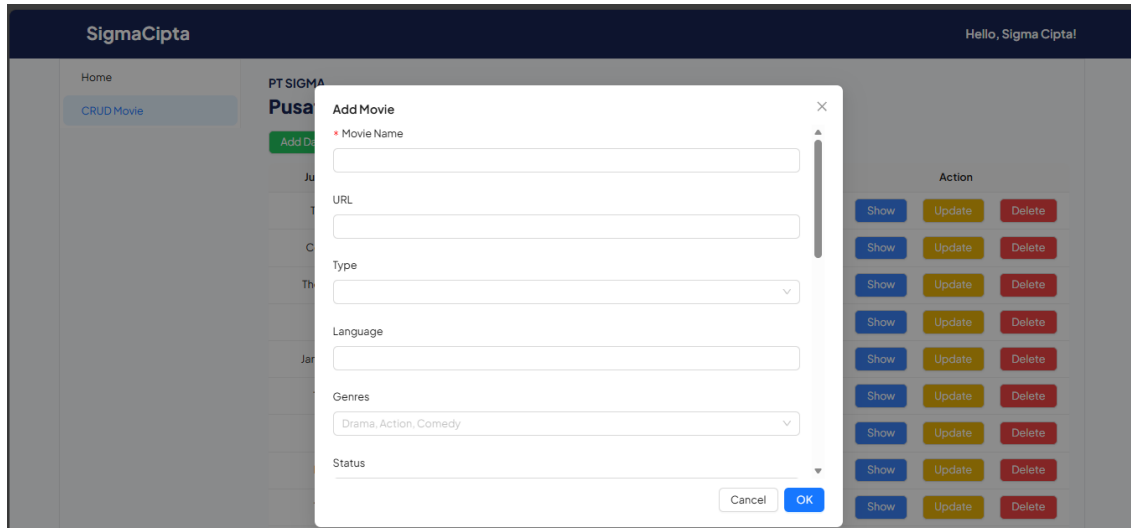 SigmaCipta
Hello, Sigma Cipta!
Home
CRUD Movie
PT SIGMA
Add Movie
* Movie Name
URL
Type
Language
Genres
Drama, Action, Comedy
Status
Cancel
OK
Action
Show Update Delete
Show Update Delete
Show Update Delete
Show Update Delete
Show Update Delete
Show Update Delete
Show Update Delete
Show Update Delete
Show Update Delete